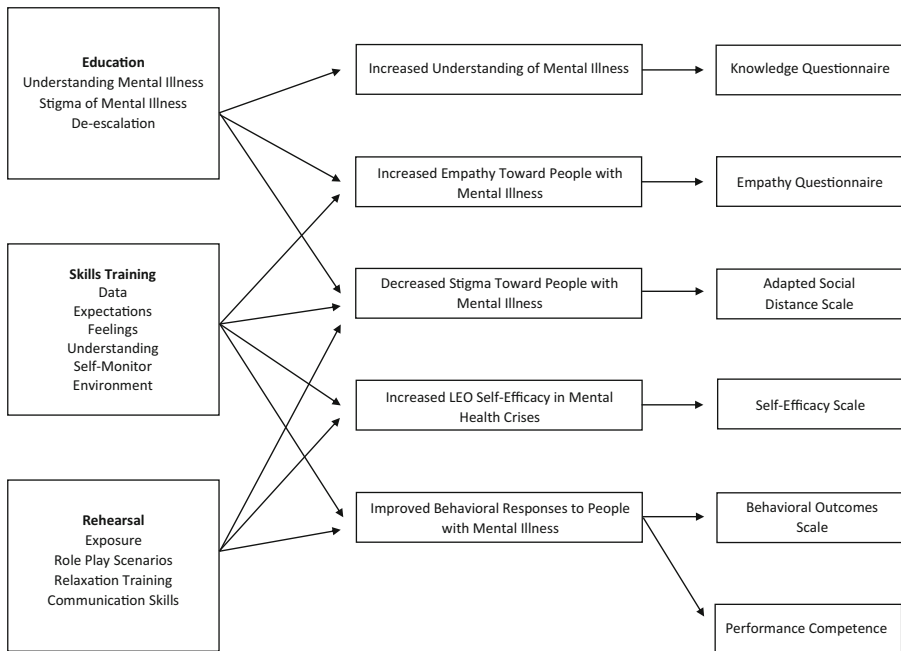 Education
Understanding Mental Illness
Stigma of Mental Illness
De-escalation
Skills Training
Data
Expectations
Feelings
Understanding
Self-Monitor
Environment
Rehearsal
Exposure
Role Play Scenarios
Relaxation Training
Communication Skills
Increased Understanding of Mental Illness
Increased Empathy Toward People with
Mental Illness
Decreased Stigma Toward People with
Mental Illness
Increased LEO Self-Efficacy in Mental
Health Crises
Improved Behavioral Responses to People
with Mental Illness
Knowledge Questionnaire
Empathy Questionnaire
Adapted Social
Distance Scale
Self-Efficacy Scale
Behavioral Outcomes
Scale
Performance Competence